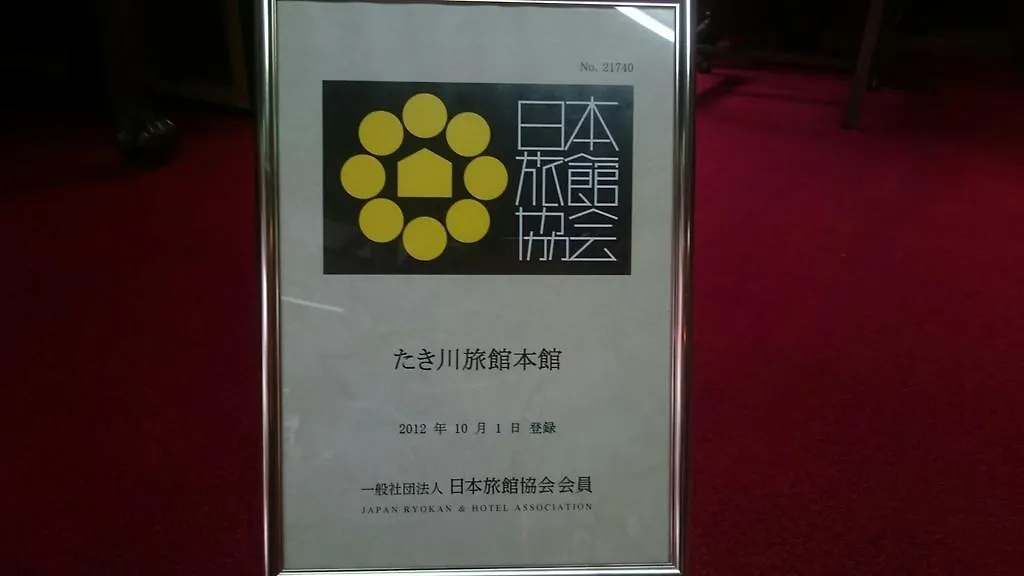 No. 21740
日本
旅館
協会
たき川旅館本館
2012 年 10 月 1 日 登録
一般社団法人 日本旅館協会会員
JAPAN RYOKAN & HOTEL ASSOCIATION